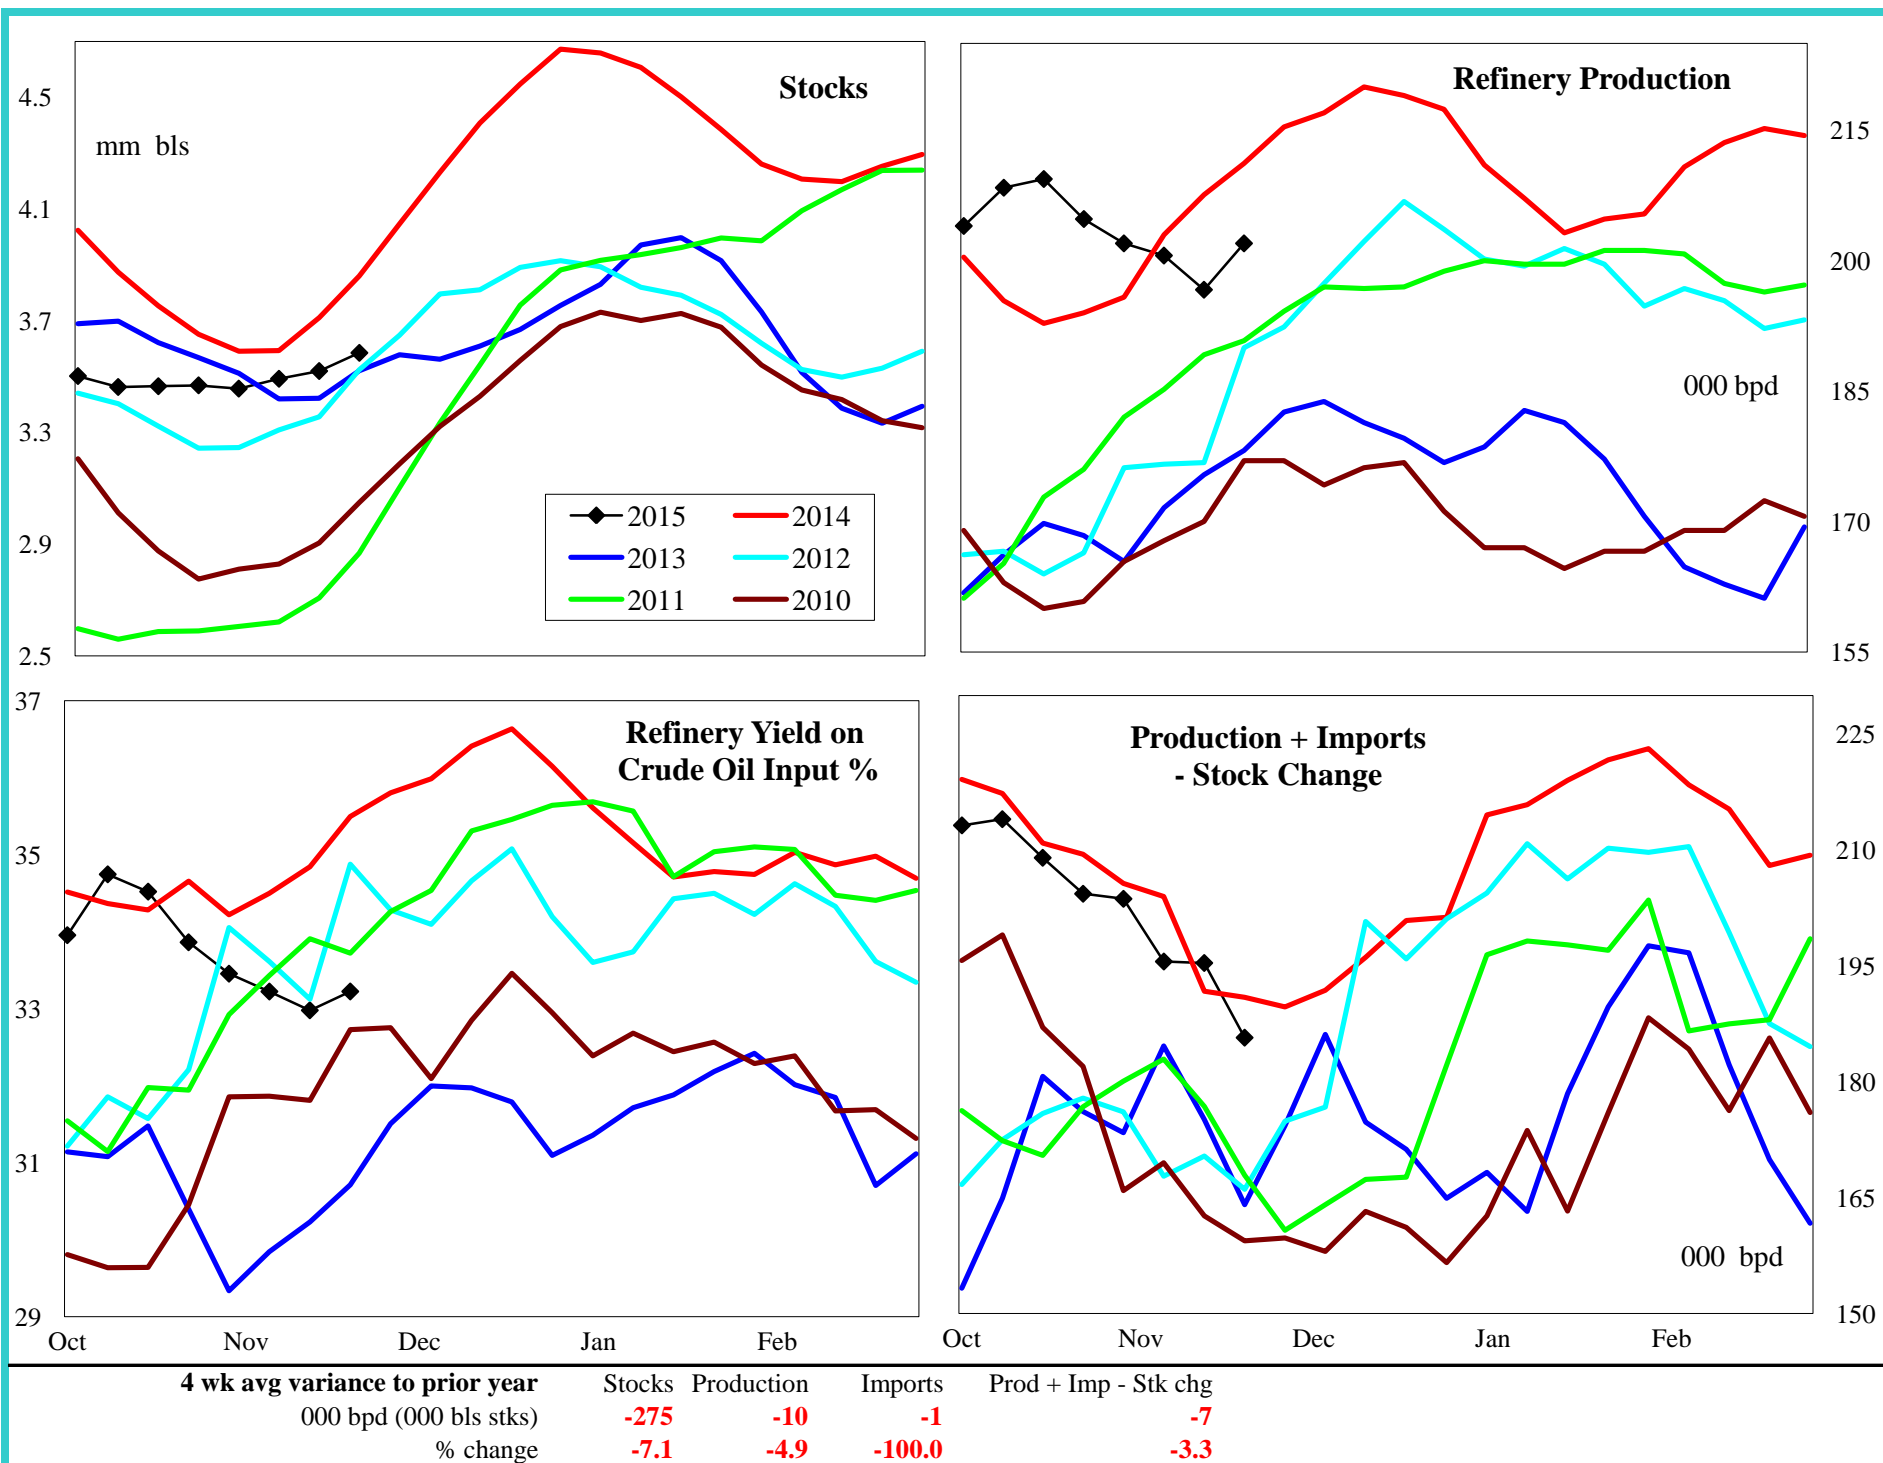 Stocks
mm bls
4.5
4.1
3.7
3.3
2.9
2.5
2015
2014
2013
2012
2011
2010
Refinery Production
000 bpd
215
200
185
170
155
Refinery Yield on
Crude Oil Input %
37
35
33
31
29
Oct Nov Dec Jan Feb
Production + Imports
- Stock Change
000 bpd
225
210
195
180
165
150
Oct Nov Dec Jan Feb
4 wk avg variance to prior year Stocks Production Imports Prod + Imp - Stk chg
000 bpd (000 bls stks) -275 -10 -1 -7
% change -7.1 -4.9 -100.0 -3.3